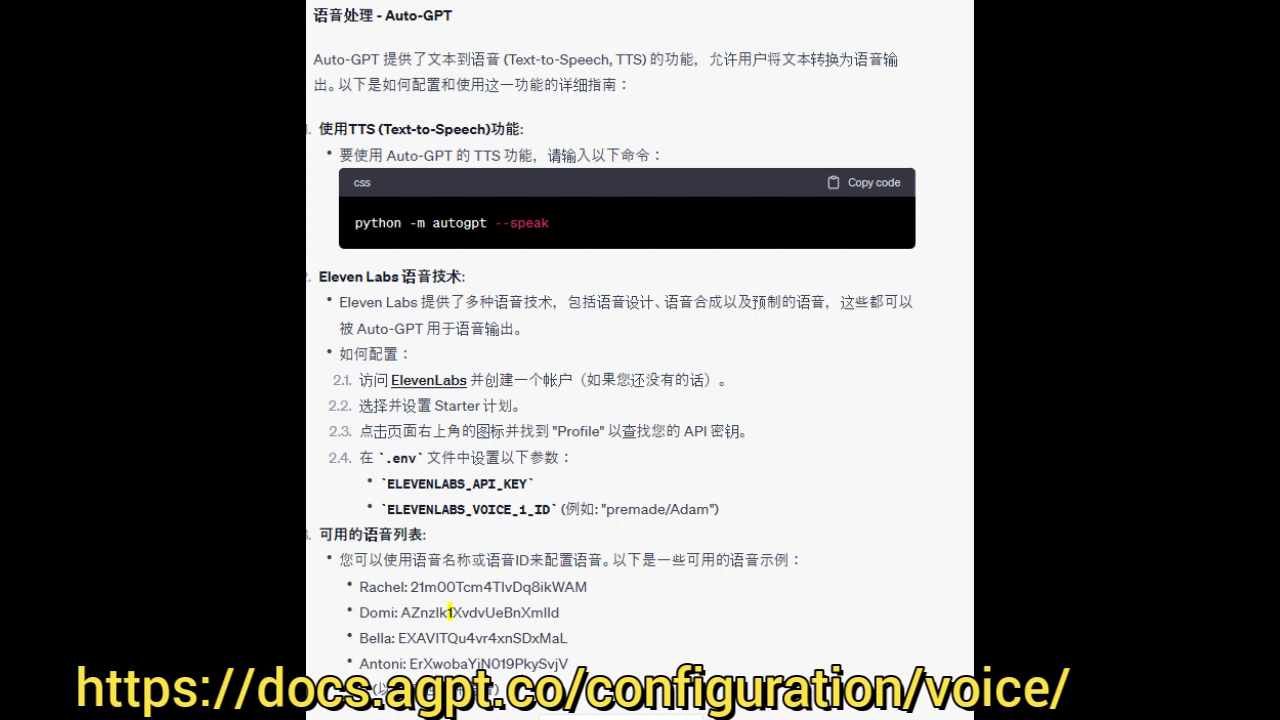 语音处理 - Auto-GPT
Auto-GPT 提供了文本到语音 (Text-to-Speech, TTS) 的功能，允许用户将文本转换为语音输
出。以下是如何配置和使用这一功能的详细指南：
使用TTS (Text-to-Speech)功能:
• 要使用 Auto-GPT 的 TTS 功能，请输入以下命令：
css Copy code
python -m autogpt --speak
Eleven Labs 语音技术:
• Eleven Labs 提供了多种语音技术，包括语音设计、语音合成以及预制的语音，这些都可以
被 Auto-GPT 用于语音输出。
• 如何配置：
2.1. 访问 ElevenLabs 并创建一个帐户（如果您还没有的话）。
2.2. 选择并设置 Starter 计划。
2.3. 点击页面右上角的图标并找到 "Profile" 以查找您的 API 密钥。
2.4. 在 `.env` 文件中设置以下参数：
• `ELEVENLABS_API_KEY`
• `ELEVENLABS_VOICE_1_ID` (例如: "premade/Adam")
可用的语音列表:
• 您可以使用语音名称或语音ID来配置语音。以下是一些可用的语音示例：
• Rachel: 21m00Tcm4TlvDq8ikWAM
• Domi: AZnzlk1XvdvUeBnXmlld
• Bella: EXAVITQu4vr4xnSDxMaL
• Antoni: ErXwobaYiN019PkySvjV
https://docs.agpt.co/configuration/voice/